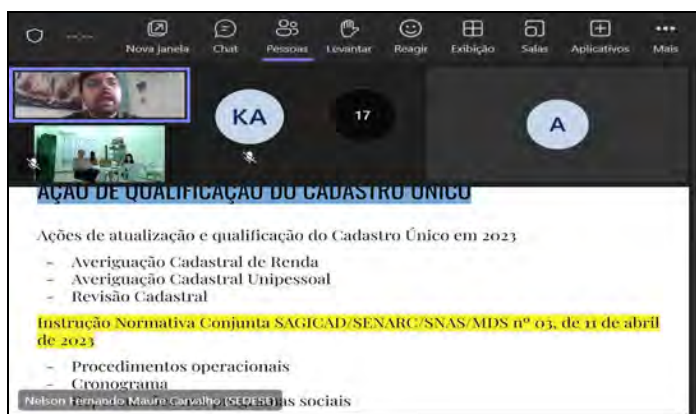 Nova janela
Chat
Pessoas
Levantar
Reagir
Exibição
Salas
Aplicativos
Mais
KA
17
A
AÇÃO DE QUALIFICAÇÃO DO CADASTRO ÚNICO
Ações de atualização e qualificação do Cadastro Único em 2023
- Averiguação Cadastral de Renda
- Averiguação Cadastral Unipessoal
- Revisão Cadastral
Instrução Normativa Conjunta SAGICAD/SENARC/SNAS/MDS nº 03, de 11 de abril
de 2023
- Procedimentos operacionais
- Cronograma
Nelson Fernando Maure Carvalho (SEDESE)
sociais